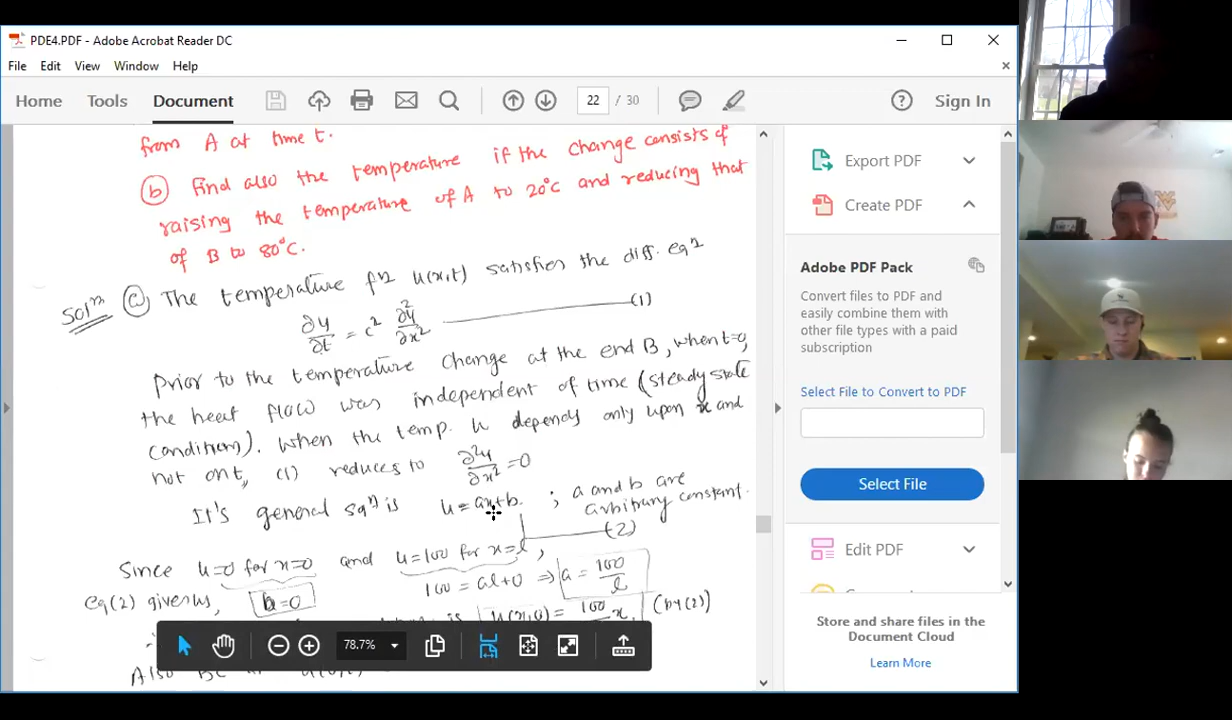 PDE4.PDF - Adobe Acrobat Reader DC
File Edit View Window Help
Home Tools Document 22 / 30 Sign In
from A at time t.
(b) Find also the temperature if the change consists of
raising the temperature of A to 20°C and reducing that
of B to 80°C.
Solⁿ (a) The temperature fⁿ u(x,t) satisfies the diff. eqⁿ
∂u/∂t = c² ∂²u/∂x² (1)
Prior to the temperature change at the end B, when t=0,
the heat flow was independent of time (steady state
condition). When the temp. u depends only upon x and
not on t, (1) reduces to ∂²u/∂x² = 0
It's general solⁿ is u = ax+b. ; a and b are
arbitrary constant.
(2)
Since u=0 for x=0 and u=100 for x=l,
eq(2) gives us, b=0 100 = al+0 ⇒ a = 100/l
is u(x,0) = 100 x (by(2))
Also BC
78.7%
Export PDF
Create PDF
Adobe PDF Pack
Convert files to PDF and
easily combine them with
other file types with a paid
subscription
Select File to Convert to PDF
Select File
Edit PDF
Store and share files in the
Document Cloud
Learn More